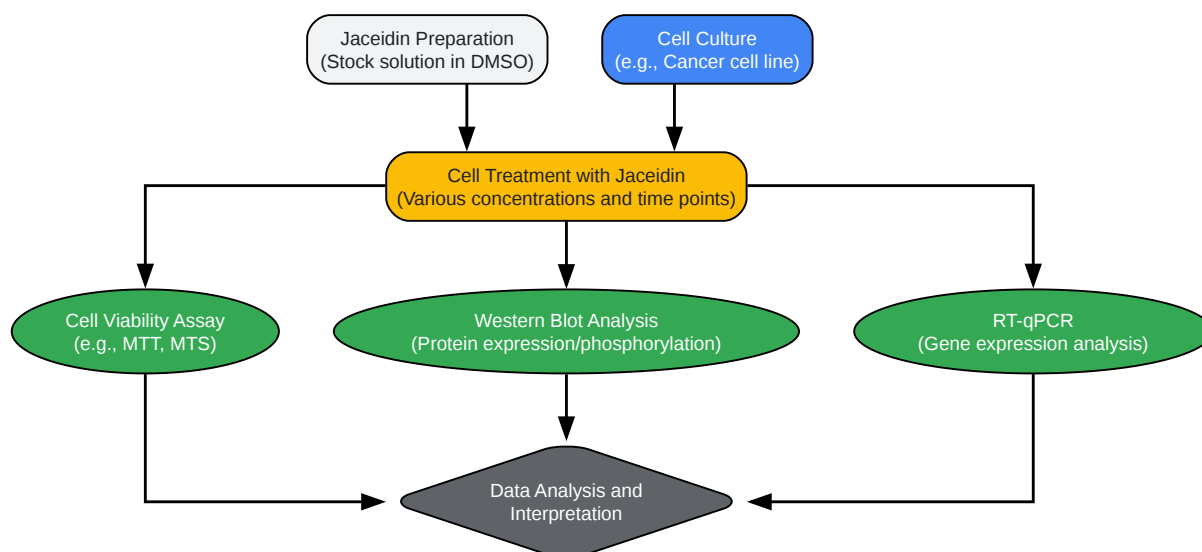 Jaceidin Preparation
(Stock solution in DMSO)
Cell Culture
(e.g., Cancer cell line)
Cell Treatment with Jaceidin
(Various concentrations and time points)
Cell Viability Assay
(e.g., MTT, MTS)
Western Blot Analysis
(Protein expression/phosphorylation)
RT-qPCR
(Gene expression analysis)
Data Analysis and
Interpretation